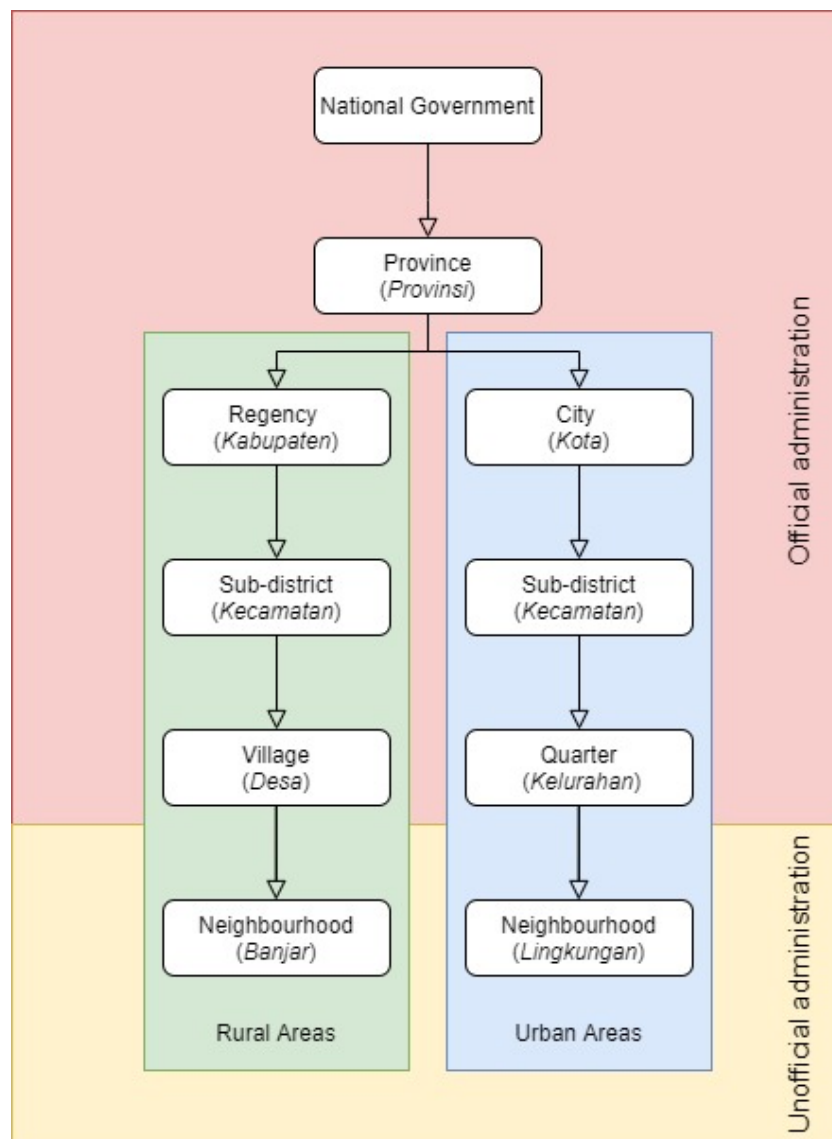 National Government
Province
(Provinsi)
Regency
(Kabupaten)
City
(Kota)
Sub-district
(Kecamatan)
Sub-district
(Kecamatan)
Village
(Desa)
Quarter
(Kelurahan)
Neighbourhood
(Banjar)
Neighbourhood
(Lingkungan)
Rural Areas
Urban Areas
Official administration
Unofficial administration